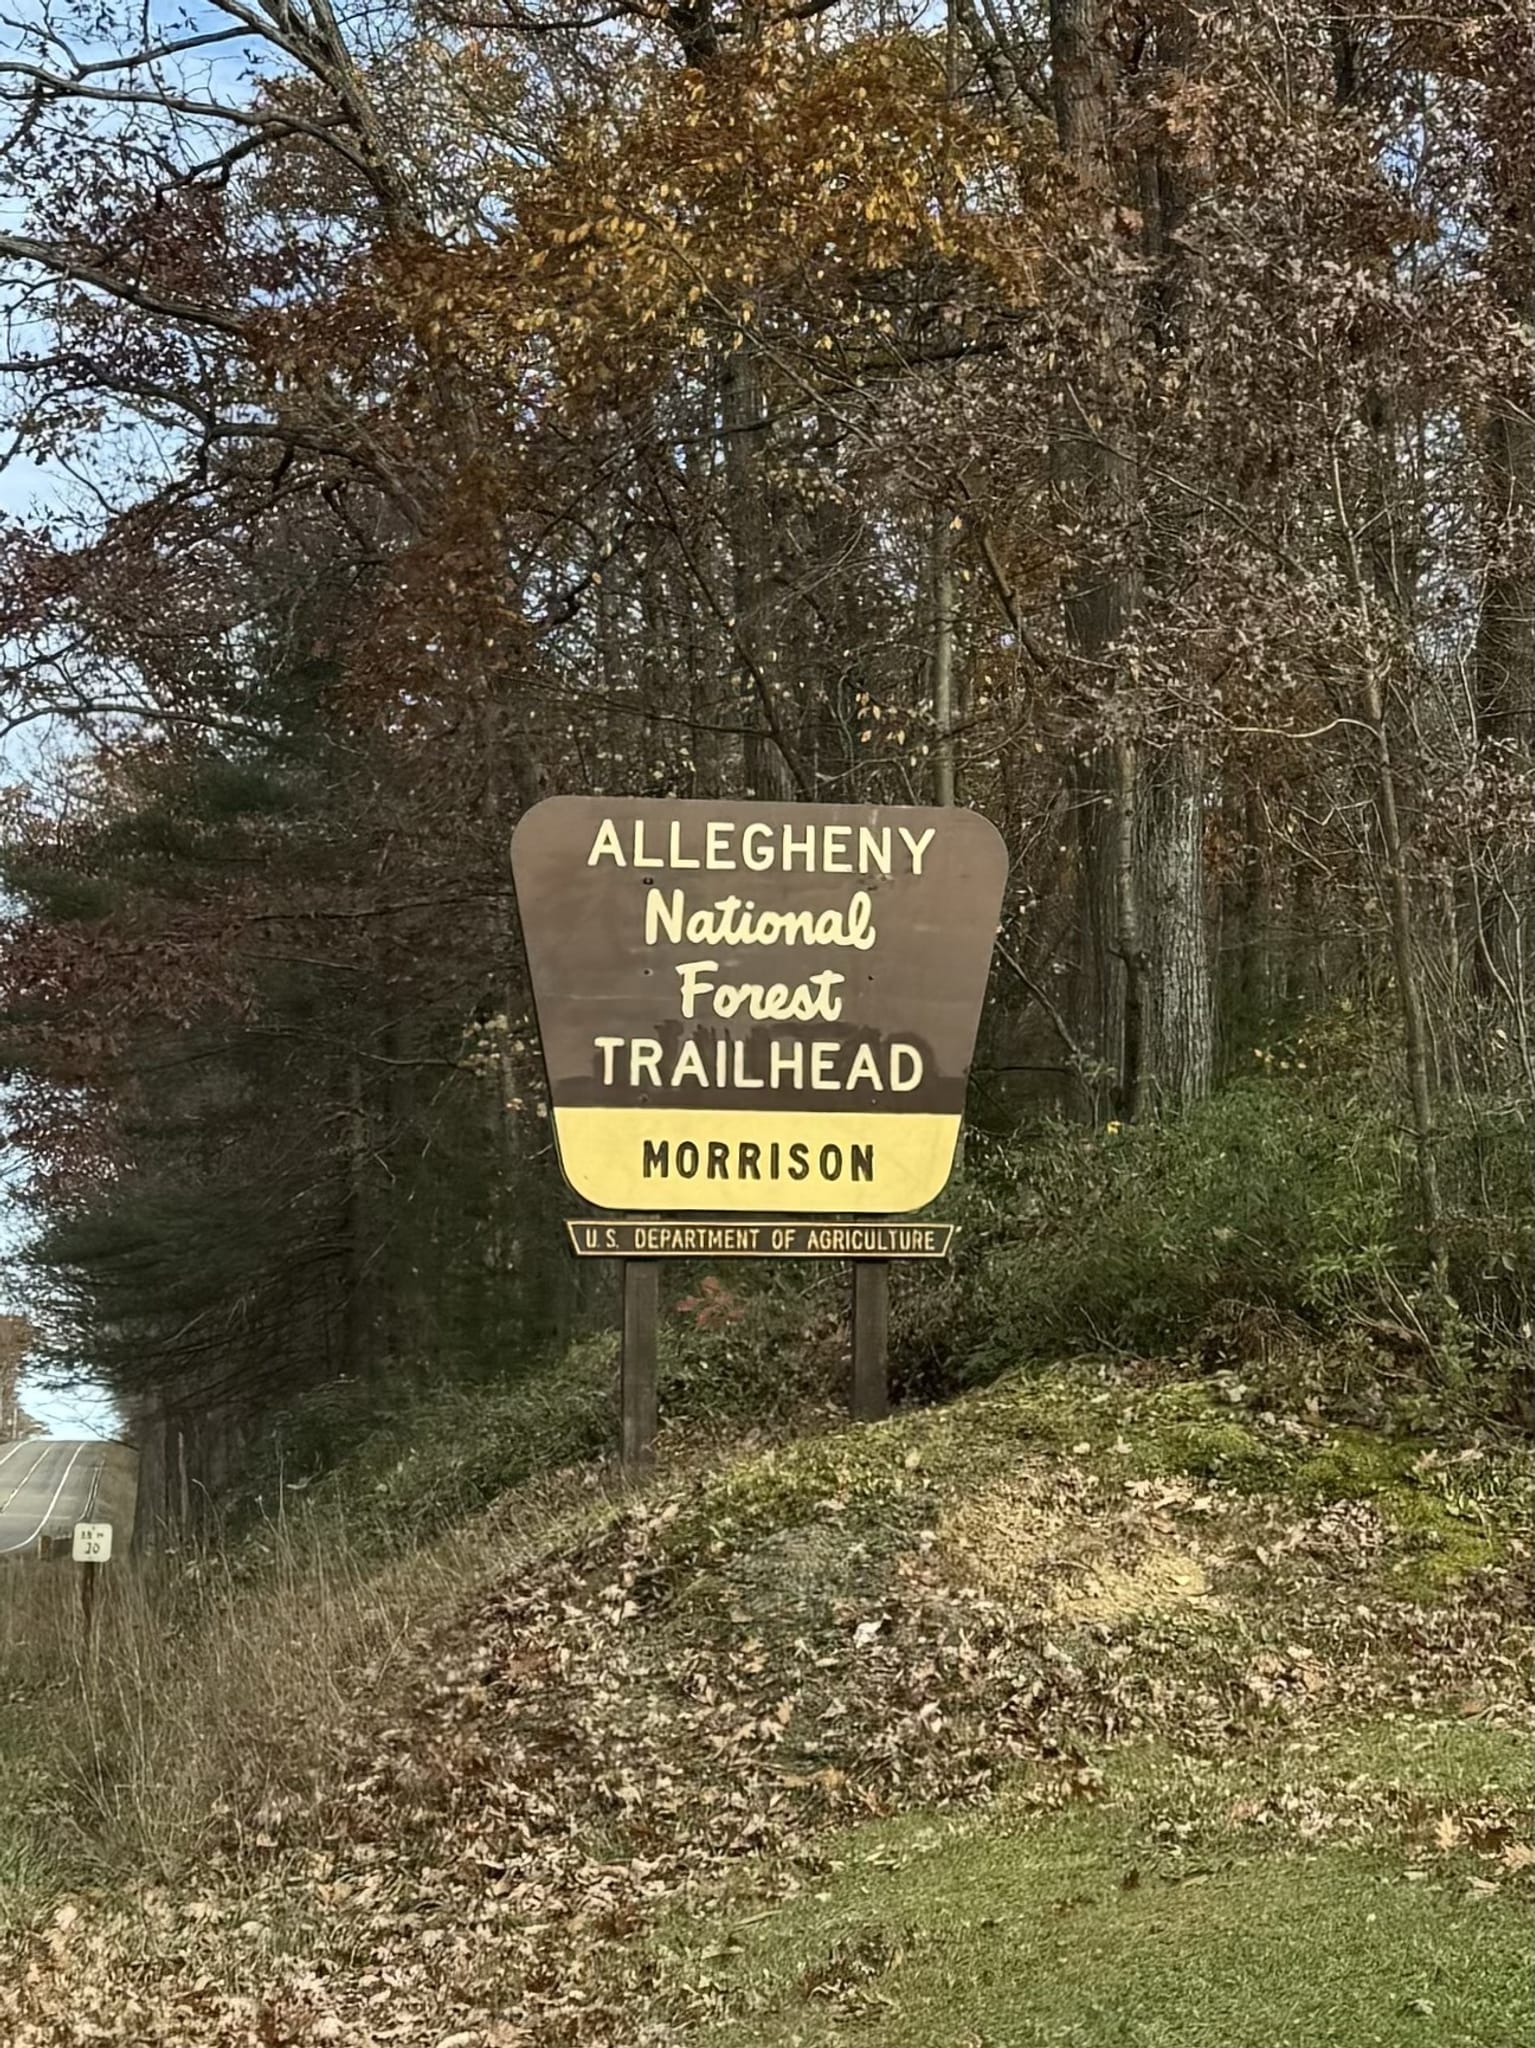 ALLEGHENY
National
Forest
TRAILHEAD
MORRISON
U.S. DEPARTMENT OF AGRICULTURE